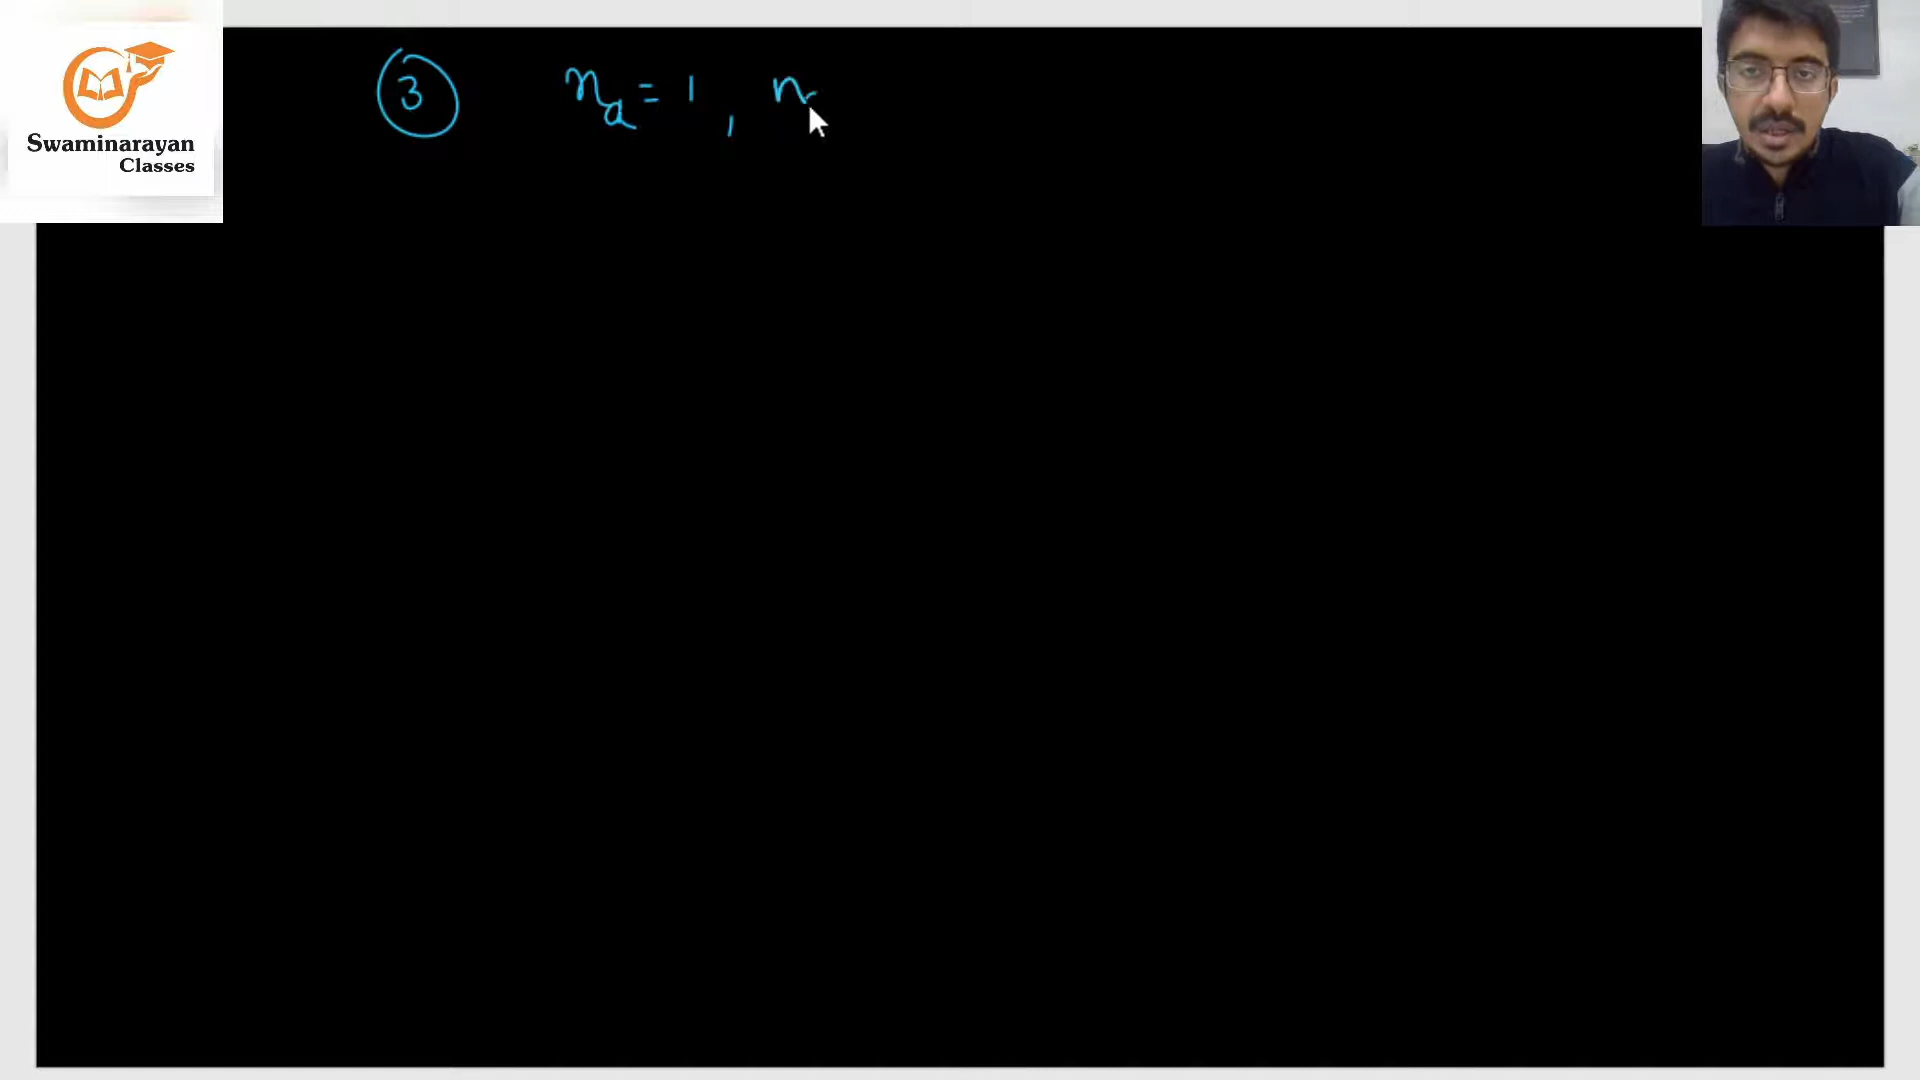 Swaminarayan
Classes
③ n_a = 1 , n